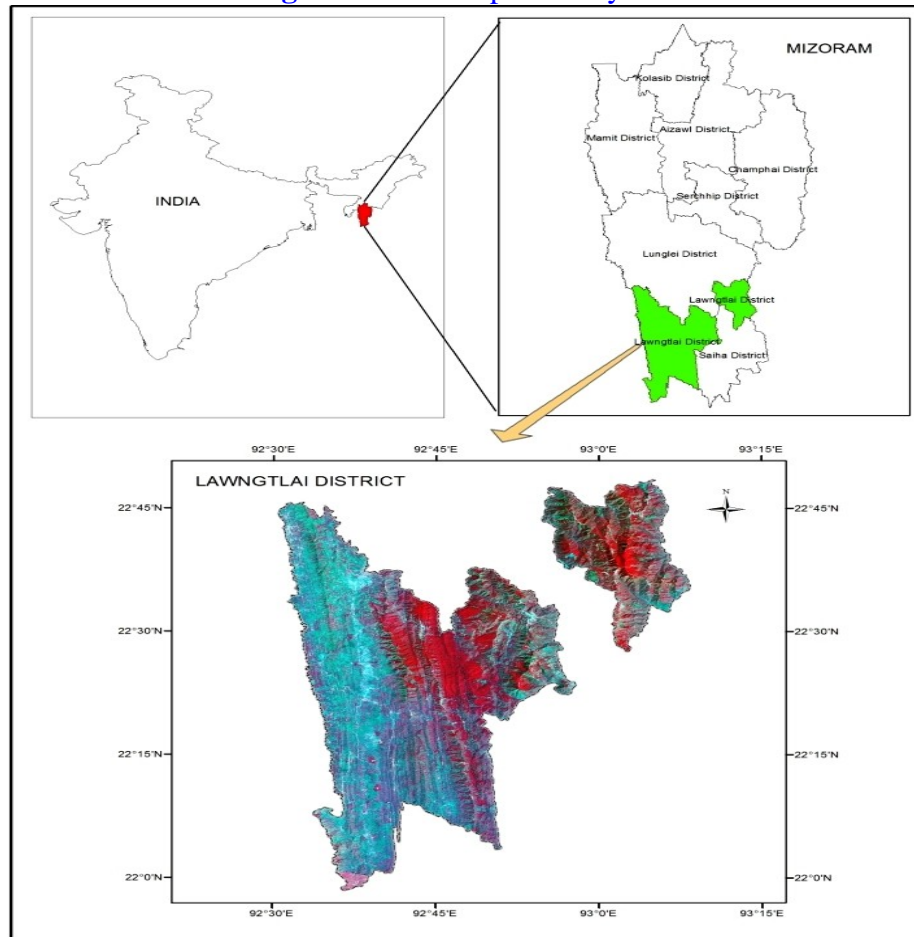 INDIA
MIZORAM
Kolasib District
Aizawl District
Mamit District
Champhai District
Serchhip District
Lunglei District
Lawngtlai District
Lawngtlai District
Saiha District
92°30'E 92°45'E 93°0'E 93°15'E
LAWNGTLAI DISTRICT
N
22°45'N 22°45'N
22°30'N 22°30'N
22°15'N 22°15'N
22°0'N 22°0'N
92°30'E 92°45'E 93°0'E 93°15'E